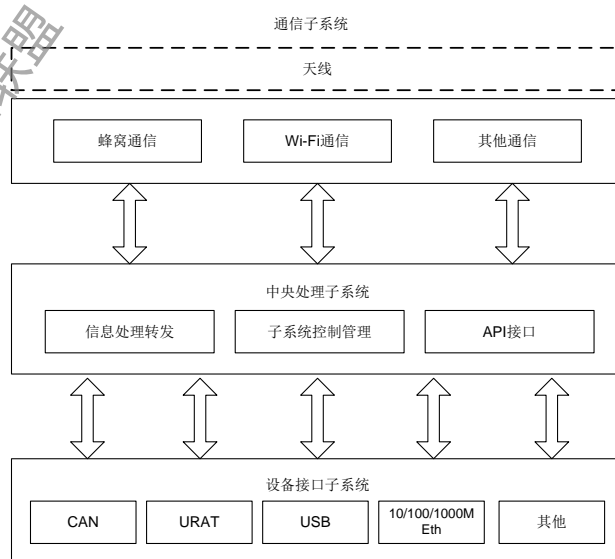 通信子系统
天线
联盟
蜂窝通信
Wi-Fi通信
其他通信
中央处理子系统
信息处理转发
子系统控制管理
API接口
设备接口子系统
CAN
URAT
USB
10/100/1000M
Eth
其他